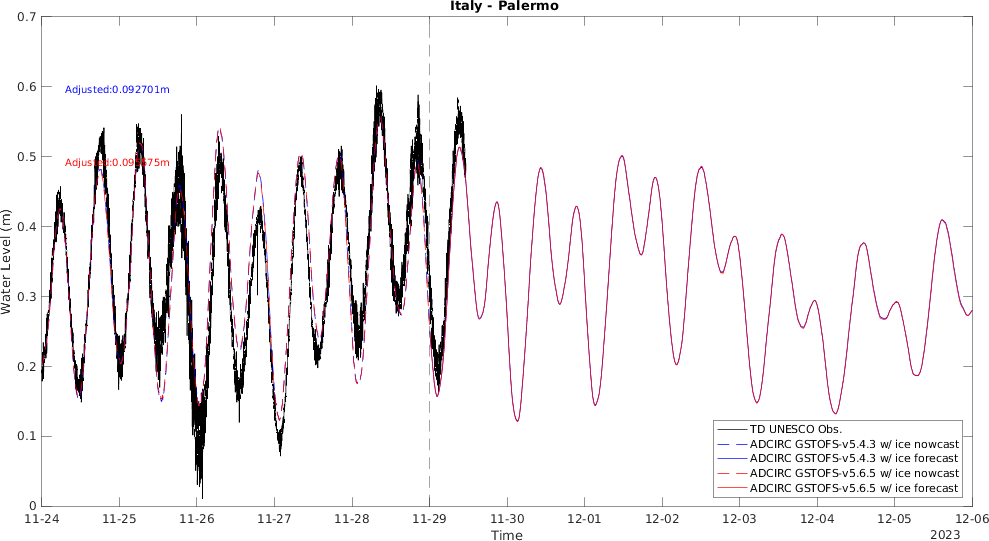 Italy - Palermo
0.7
0.6
0.5
0.4
0.3
0.2
0.1
0
Water Level (m)
Adjusted:0.092701m
11-24
11-25
11-26
11-27
11-28
11-29
11-30
12-01
12-02
12-03
12-04
12-05
12-06
Time
2023
TD UNESCO Obs.
ADCIRC GSTOFS-v5.4.3 w/ ice nowcast
ADCIRC GSTOFS-v5.4.3 w/ ice forecast
ADCIRC GSTOFS-v5.6.5 w/ ice nowcast
ADCIRC GSTOFS-v5.6.5 w/ ice forecast